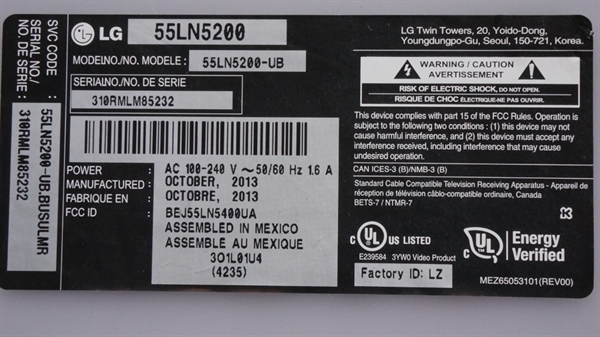 SVC CODE :
SERIAL NO/
NO. DE SERIE :
55LN5200-UB.BUSULMR
310RMLM85232
LG 55LN5200
MODELNO./NO. MODELE : 55LN5200-UB
SERIALNO./NO. DE SERIE
310RMLM85232
POWER : AC 100-240 V ~ 50/60 Hz 1.6 A
MANUFACTURED : OCTOBER, 2013
FABRIQUE EN : OCTOBRE, 2013
FCC ID : BEJ55LN5400UA
ASSEMBLED IN MEXICO
ASSEMBLE AU MEXIQUE
301L01U4
(4235)
LG Twin Towers, 20, Yoido-Dong,
Youngdungpo-Gu, Seoul, 150-721, Korea.
WARNING / AVERTISSEMENT
CAUTION / ATTENTION
RISK OF ELECTRIC SHOCK, DO NOT OPEN.
RISQUE DE CHOC ÉLECTRIQUE-NE PAS OUVRIR.
This device complies with part 15 of the FCC Rules. Operation is
subject to the following two conditions : (1) this device may not
cause harmful interference, and (2) this device must accept any
interference received, including interference that may cause
undesired operation.
CAN ICES-3 (B)/NMB-3 (B)
Standard Cable Compatible Television Receiving Apparatus - Apparéil de
réception de télévision câblo-compatible ordinaire, Canada
BETS-7 / NTMR-7
C UL US LISTED
E239584 3YW0 Video Product
UL Energy
Verified
Factory ID: LZ
MEZ65053101(REV00)